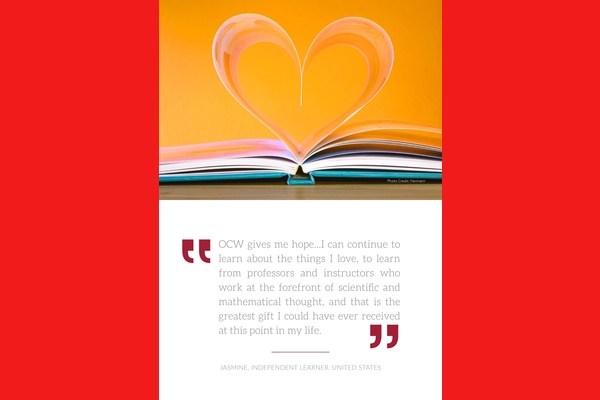 OCW gives me hope...I can continue to
learn about the things I love, to learn
from professors and instructors who
work at the forefront of scientific and
mathematical thought, and that is the
greatest gift I could have ever received
at this point in my life.
JASMINE, INDEPENDENT LEARNER, UNITED STATES